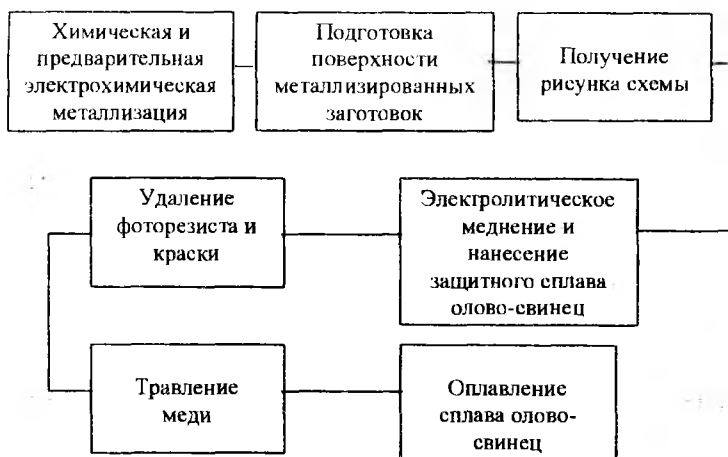 Химическая и
предварительная
электрохимическая
металлизация
Подготовка
поверхности
металлизированных
заготовок
Получение
рисунка схемы
Удаление
фоторезиста и
краски
Электролитическое
меднение и
нанесение
защитного сплава
олово-свинец
Травление
меди
Оплавление
сплава олово-
свинец